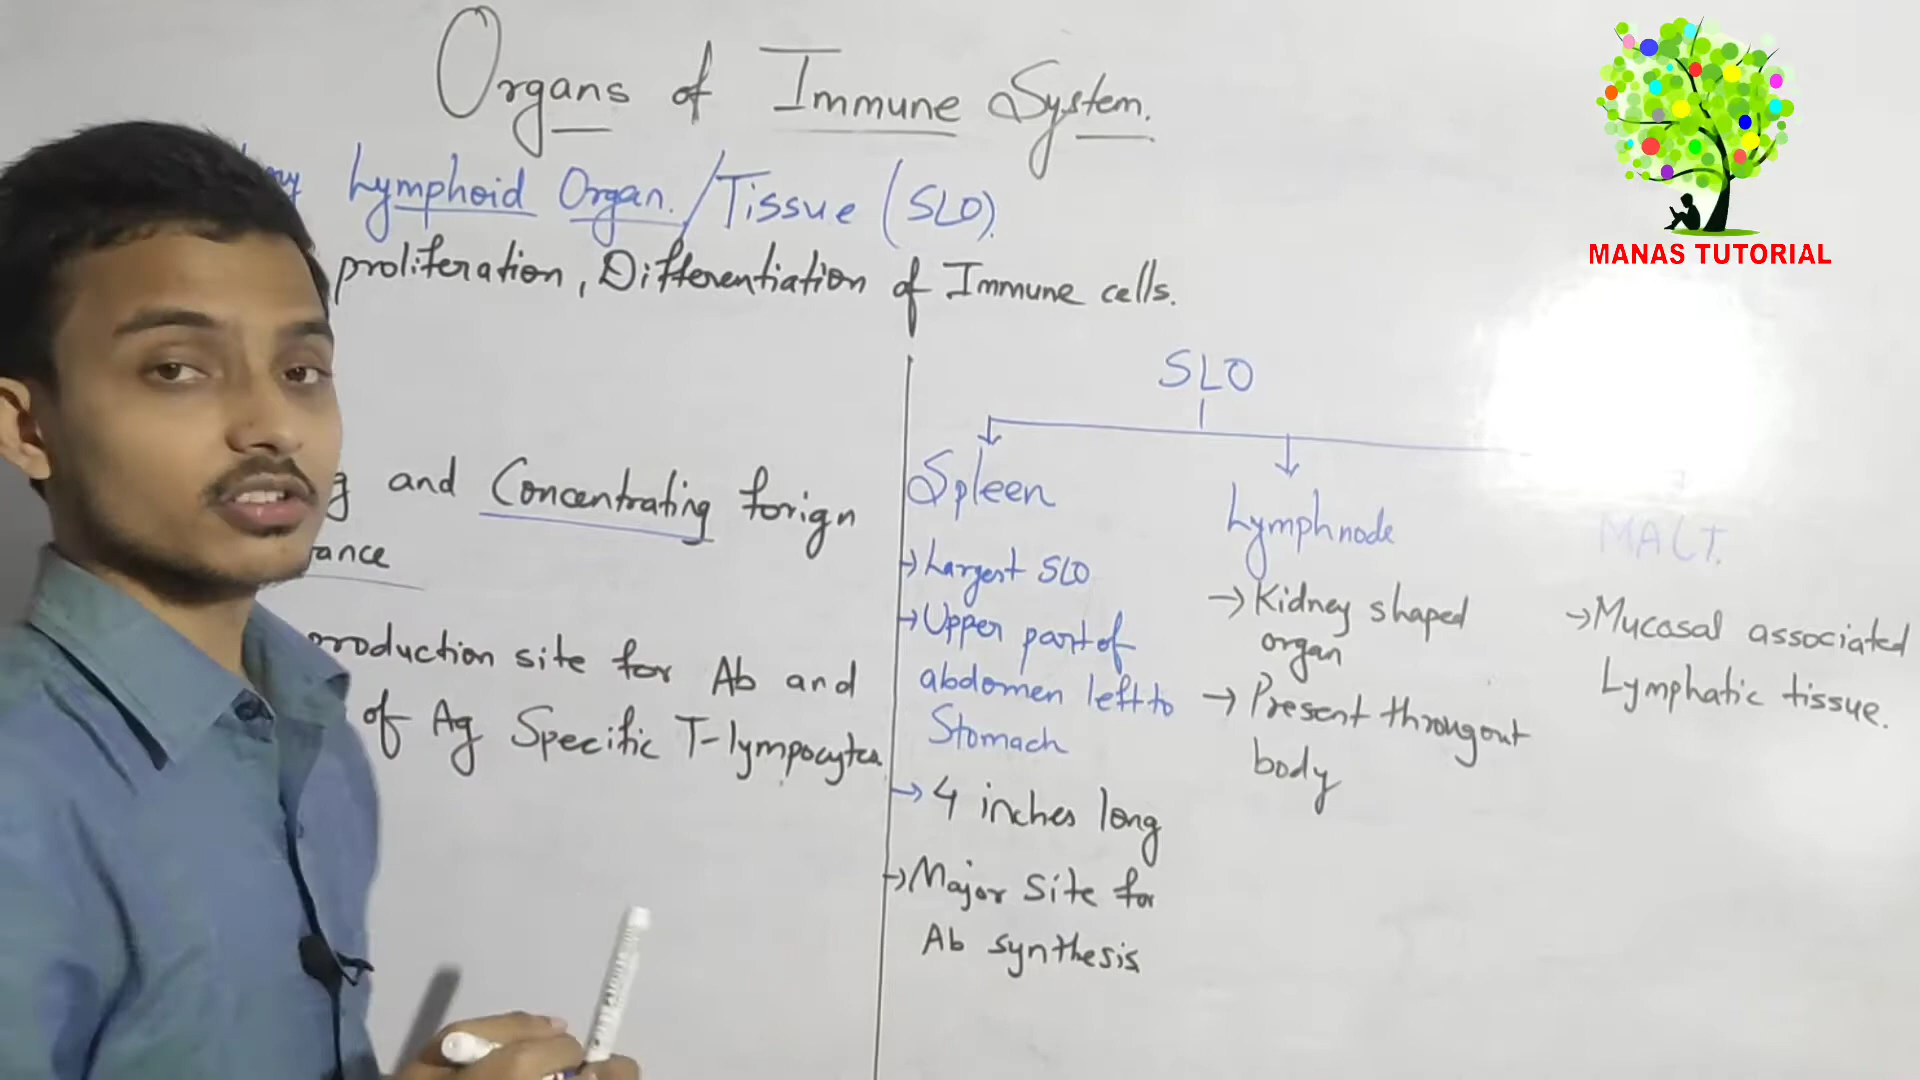 Organs of Immune System.
Lymphoid Organ./Tissue (SLO).
proliferation, Differentiation of Immune cells.
and Concentrating forign
production site for Ab and
of Ag Specific T-lympocytes
SLO
Spleen
→ Largest SLO
→ Upper part of
abdomen left to
Stomach
→ 4 inches long
→ Major Site for
Ab synthesis
Lymphnode
→ Kidney shaped
organ
→ Present througout
body
MALT.
→ Mucosal associated
Lymphatic tissue.
MANAS TUTORIAL